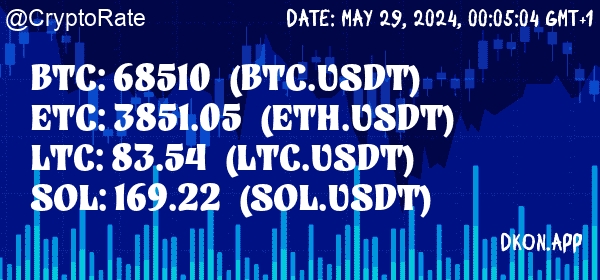 @CryptoRate
DATE: MAY 29, 2024, 00:05:04 GMT+1
BTC: 68510 (BTC.USDT)
ETC: 3851.05 (ETH.USDT)
LTC: 83.54 (LTC.USDT)
SOL: 169.22 (SOL.USDT)
DKON.APP